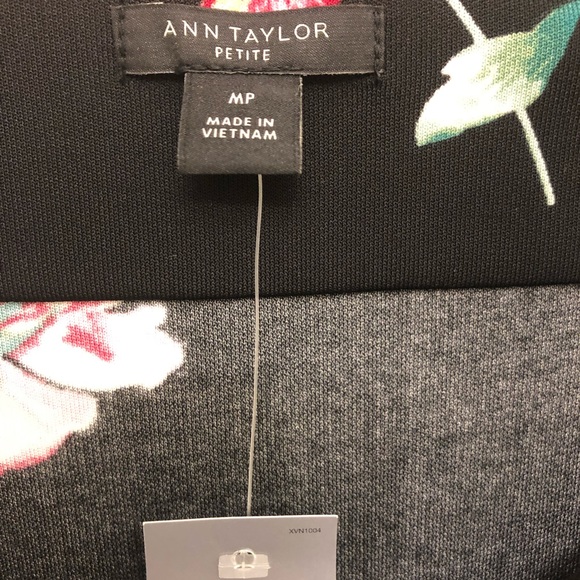 ANN TAYLOR
PETITE
MP
MADE IN
VIETNAM
XVN1004